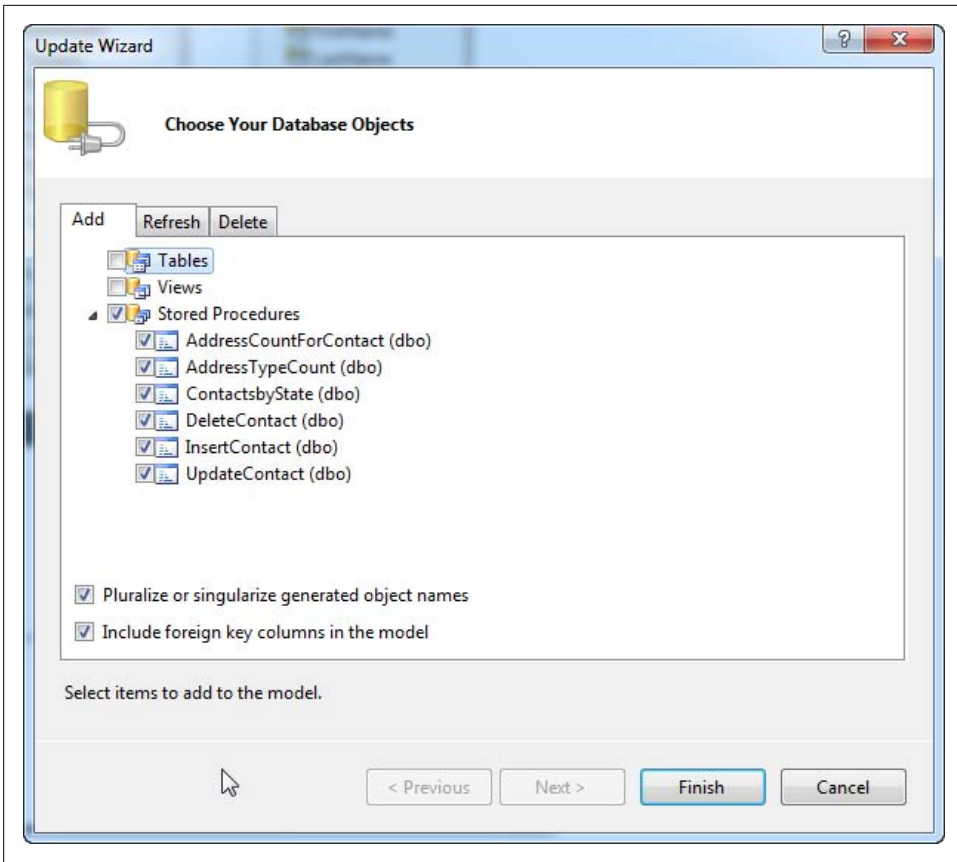 Update Wizard
Choose Your Database Objects
Add
Refresh
Delete
Tables
Views
Stored Procedures
AddressCountForContact (dbo)
AddressTypeCount (dbo)
ContactsbyState (dbo)
DeleteContact (dbo)
InsertContact (dbo)
UpdateContact (dbo)
Pluralize or singularize generated object names
Include foreign key columns in the model
Select items to add to the model.
< Previous
Next >
Finish
Cancel